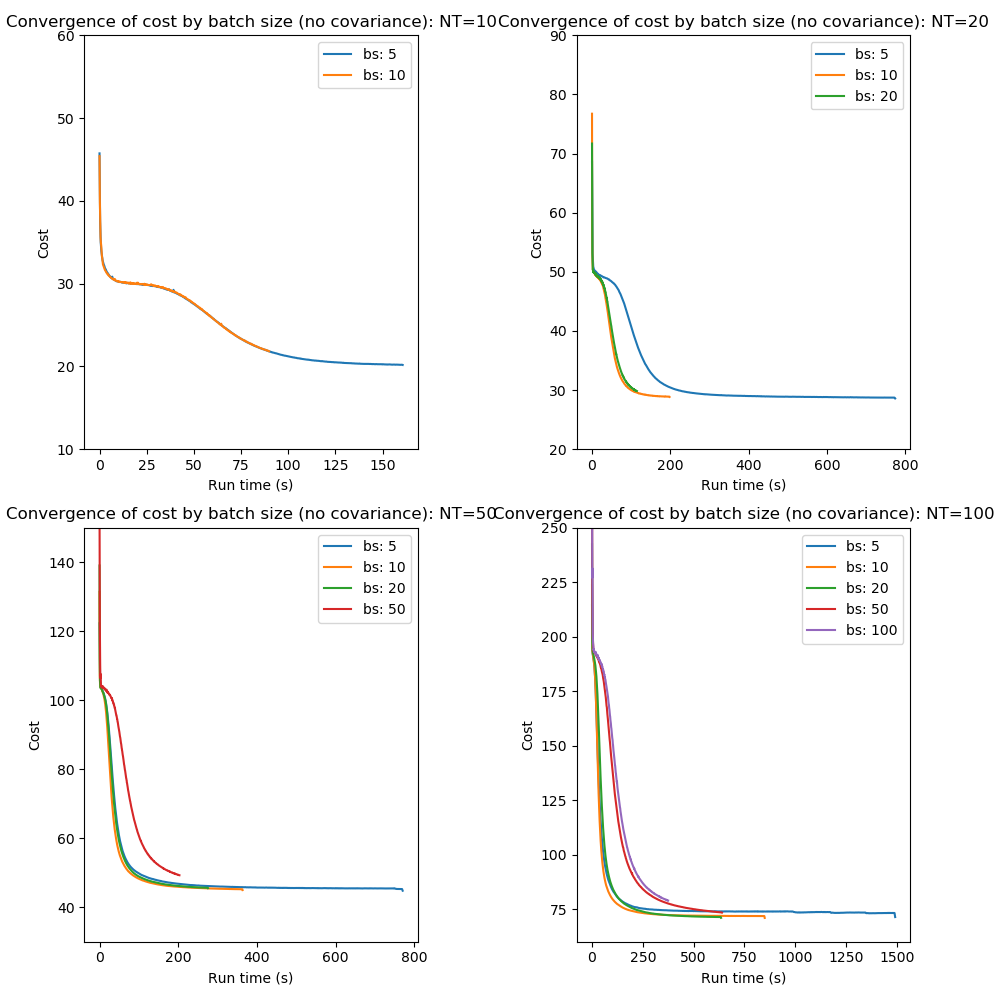 Convergence of cost by batch size (no covariance): NT=10
60
50
40
30
20
10
Cost
bs: 5
bs: 10
0
25
50
75
100
125
150
Run time (s)
Convergence of cost by batch size (no covariance): NT=20
90
80
70
60
50
40
30
20
Cost
bs: 5
bs: 10
bs: 20
0
200
400
600
800
Run time (s)
Convergence of cost by batch size (no covariance): NT=50
140
120
100
80
60
40
Cost
bs: 5
bs: 10
bs: 20
bs: 50
0
200
400
600
800
Run time (s)
Convergence of cost by batch size (no covariance): NT=100
250
225
200
175
150
125
100
75
Cost
bs: 5
bs: 10
bs: 20
bs: 50
bs: 100
0
250
500
750
1000
1250
1500
Run time (s)